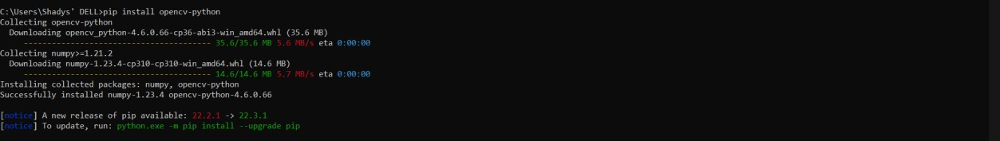 C:\Users\Shadys' DELL>pip install opencv-python
Collecting opencv-python
  Downloading opencv_python-4.6.0.66-cp36-abi3-win_amd64.whl (35.6 MB)
     ---------------------------------------- 35.6/35.6 MB 5.6 MB/s eta 0:00:00
Collecting numpy>=1.21.2
  Downloading numpy-1.23.4-cp310-cp310-win_amd64.whl (14.6 MB)
     ---------------------------------------- 14.6/14.6 MB 5.7 MB/s eta 0:00:00
Installing collected packages: numpy, opencv-python
Successfully installed numpy-1.23.4 opencv-python-4.6.0.66
[notice] A new release of pip available: 22.2.1 -> 22.3.1
[notice] To update, run: python.exe -m pip install --upgrade pip